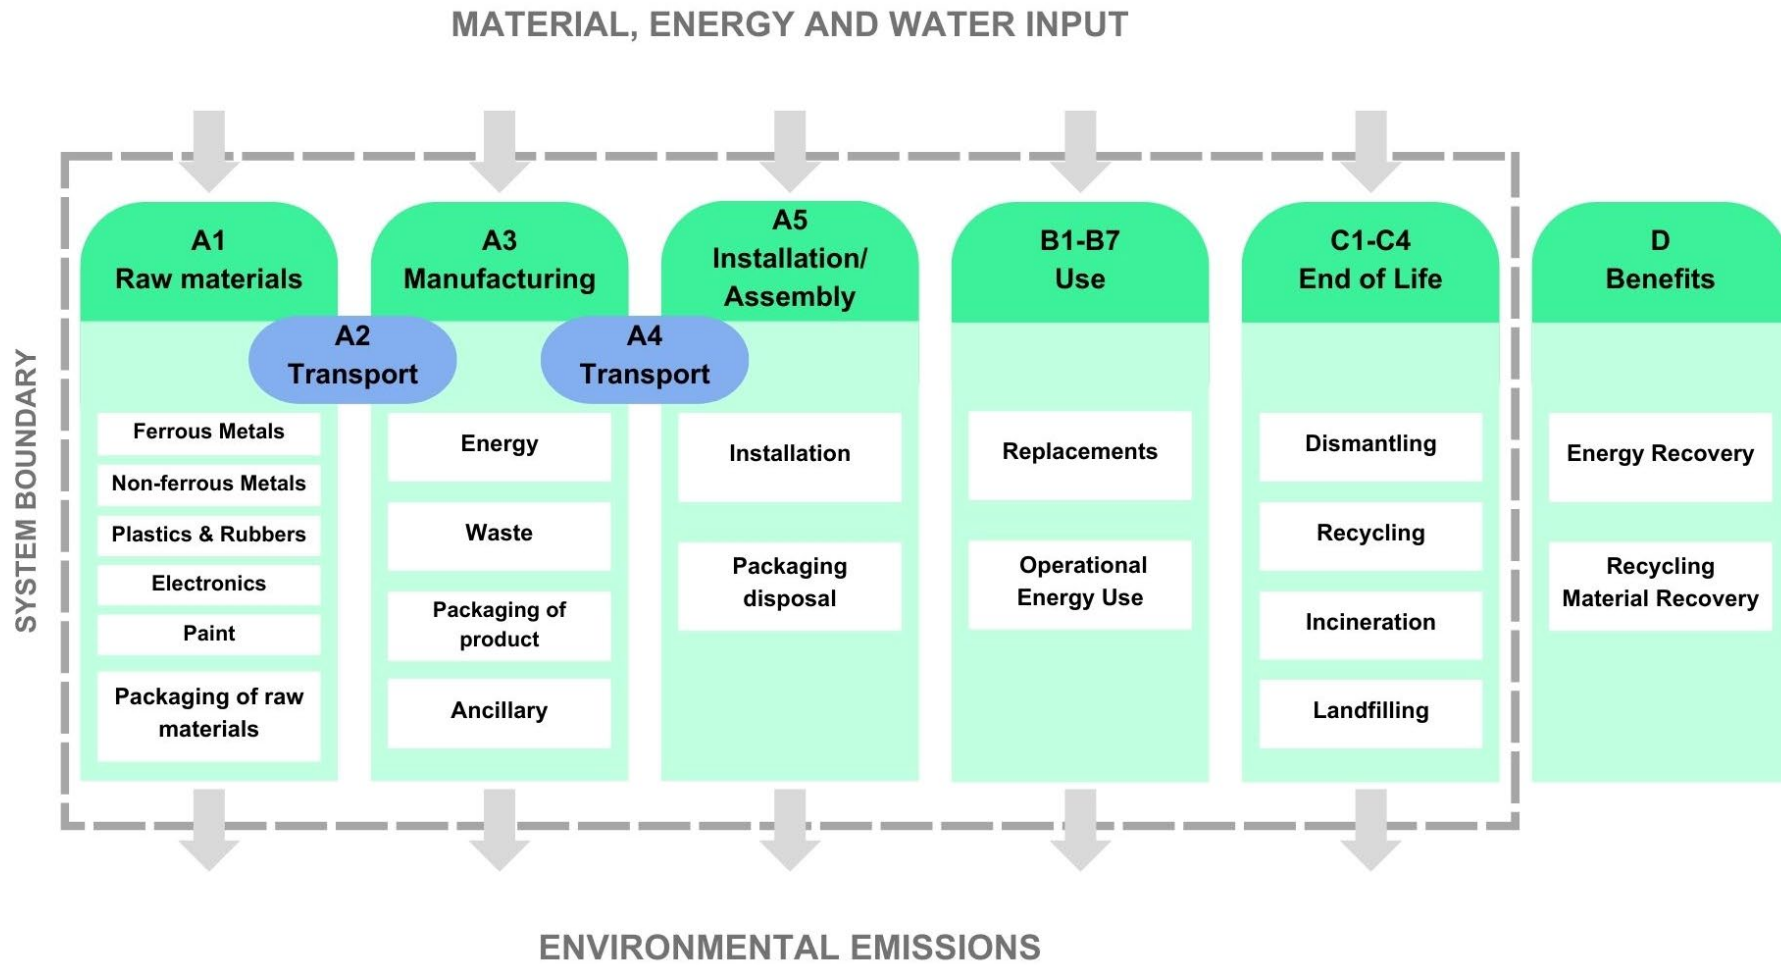 MATERIAL, ENERGY AND WATER INPUT
SYSTEM BOUNDARY
A1
Raw materials
A2
Transport
Ferrous Metals
Non-ferrous Metals
Plastics & Rubbers
Electronics
Paint
Packaging of raw
materials
A3
Manufacturing
A4
Transport
Energy
Waste
Packaging of
product
Ancillary
A5
Installation/
Assembly
Installation
Packaging
disposal
B1-B7
Use
Replacements
Operational
Energy Use
C1-C4
End of Life
Dismantling
Recycling
Incineration
Landfilling
D
Benefits
Energy Recovery
Recycling
Material Recovery
ENVIRONMENTAL EMISSIONS